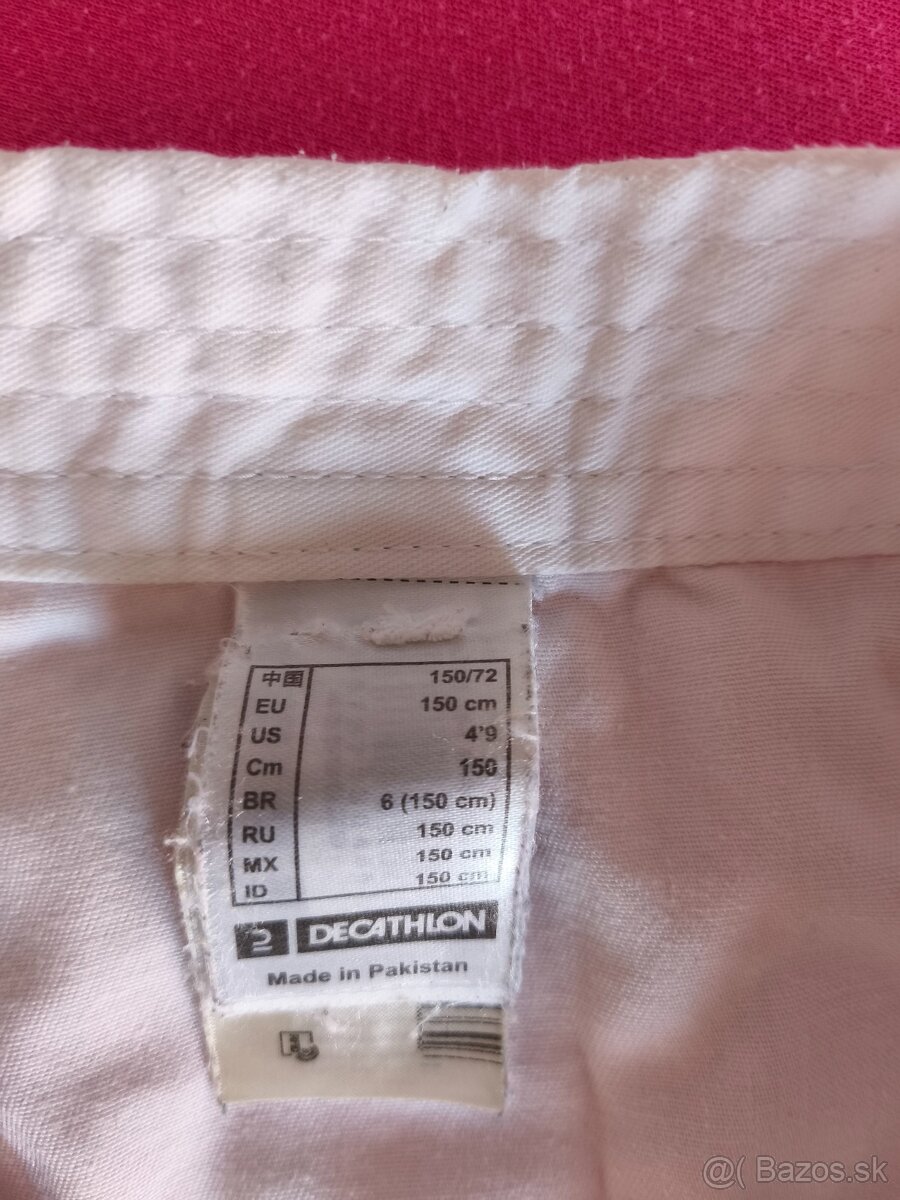 中国 150/72
EU 150 cm
US 4'9
Cm 150
BR 6 (150 cm)
RU 150 cm
MX 150 cm
ID 150 cm
DECATHLON
Made in Pakistan
@( Bazos.sk